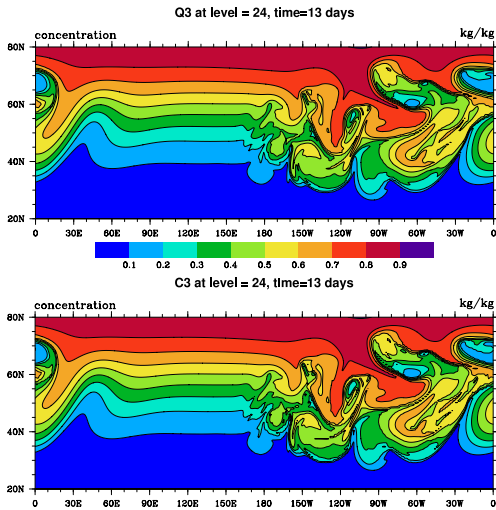 Q3 at level = 24, time=13 days
concentration kg/kg
80N
60N
40N
20N
0 30E 60E 90E 120E 150E 180 150W 120W 90W 60W 30W 0
0.1 0.2 0.3 0.4 0.5 0.6 0.7 0.8 0.9
C3 at level = 24, time=13 days
concentration kg/kg
80N
60N
40N
20N
0 30E 60E 90E 120E 150E 180 150W 120W 90W 60W 30W 0